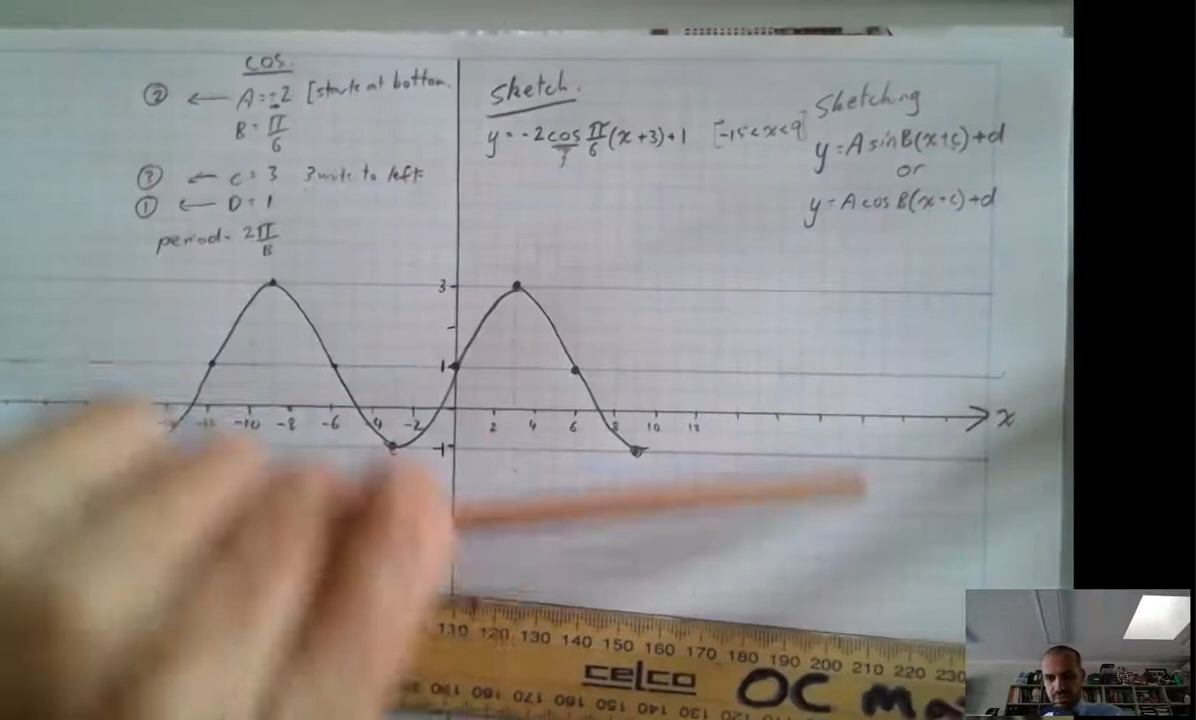 cos.
② ← A = -2 [starts at bottom.
B = π/6
③ ← C = 3 3 units to left
① ← D = 1
period = 2π/B
Sketch.
y = -2cos π/6 (x+3)+1 [-15<x<9]
Sketching
y = A sin B(x+c)+d
or
y = A cos B(x+c)+d
3
1
-1
-10 -8 -6 -2 2 4 6 8 10 12
x
110 120 130 140 150 160 170 180 190 200 210 220 230
celco
OC